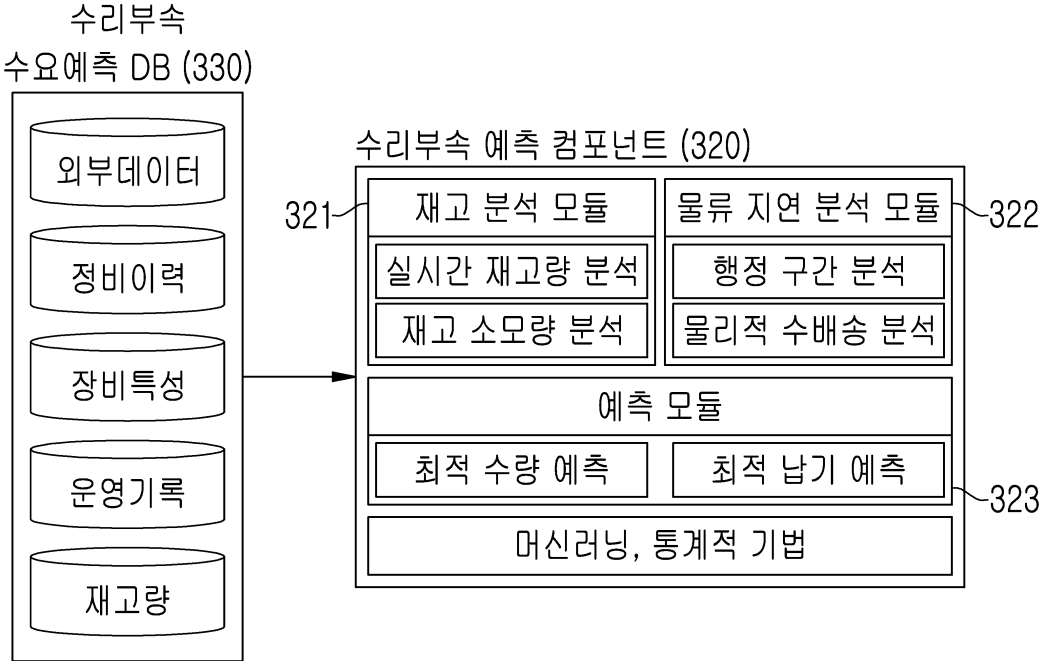 수리부속
수요예측 DB (330)
외부데이터
정비이력
장비특성
운영기록
재고량
수리부속 예측 컴포넌트 (320)
321
재고 분석 모듈
실시간 재고량 분석
재고 소모량 분석
물류 지연 분석 모듈
322
행정 구간 분석
물리적 수배송 분석
예측 모듈
최적 수량 예측
최적 납기 예측
323
머신러닝, 통계적 기법